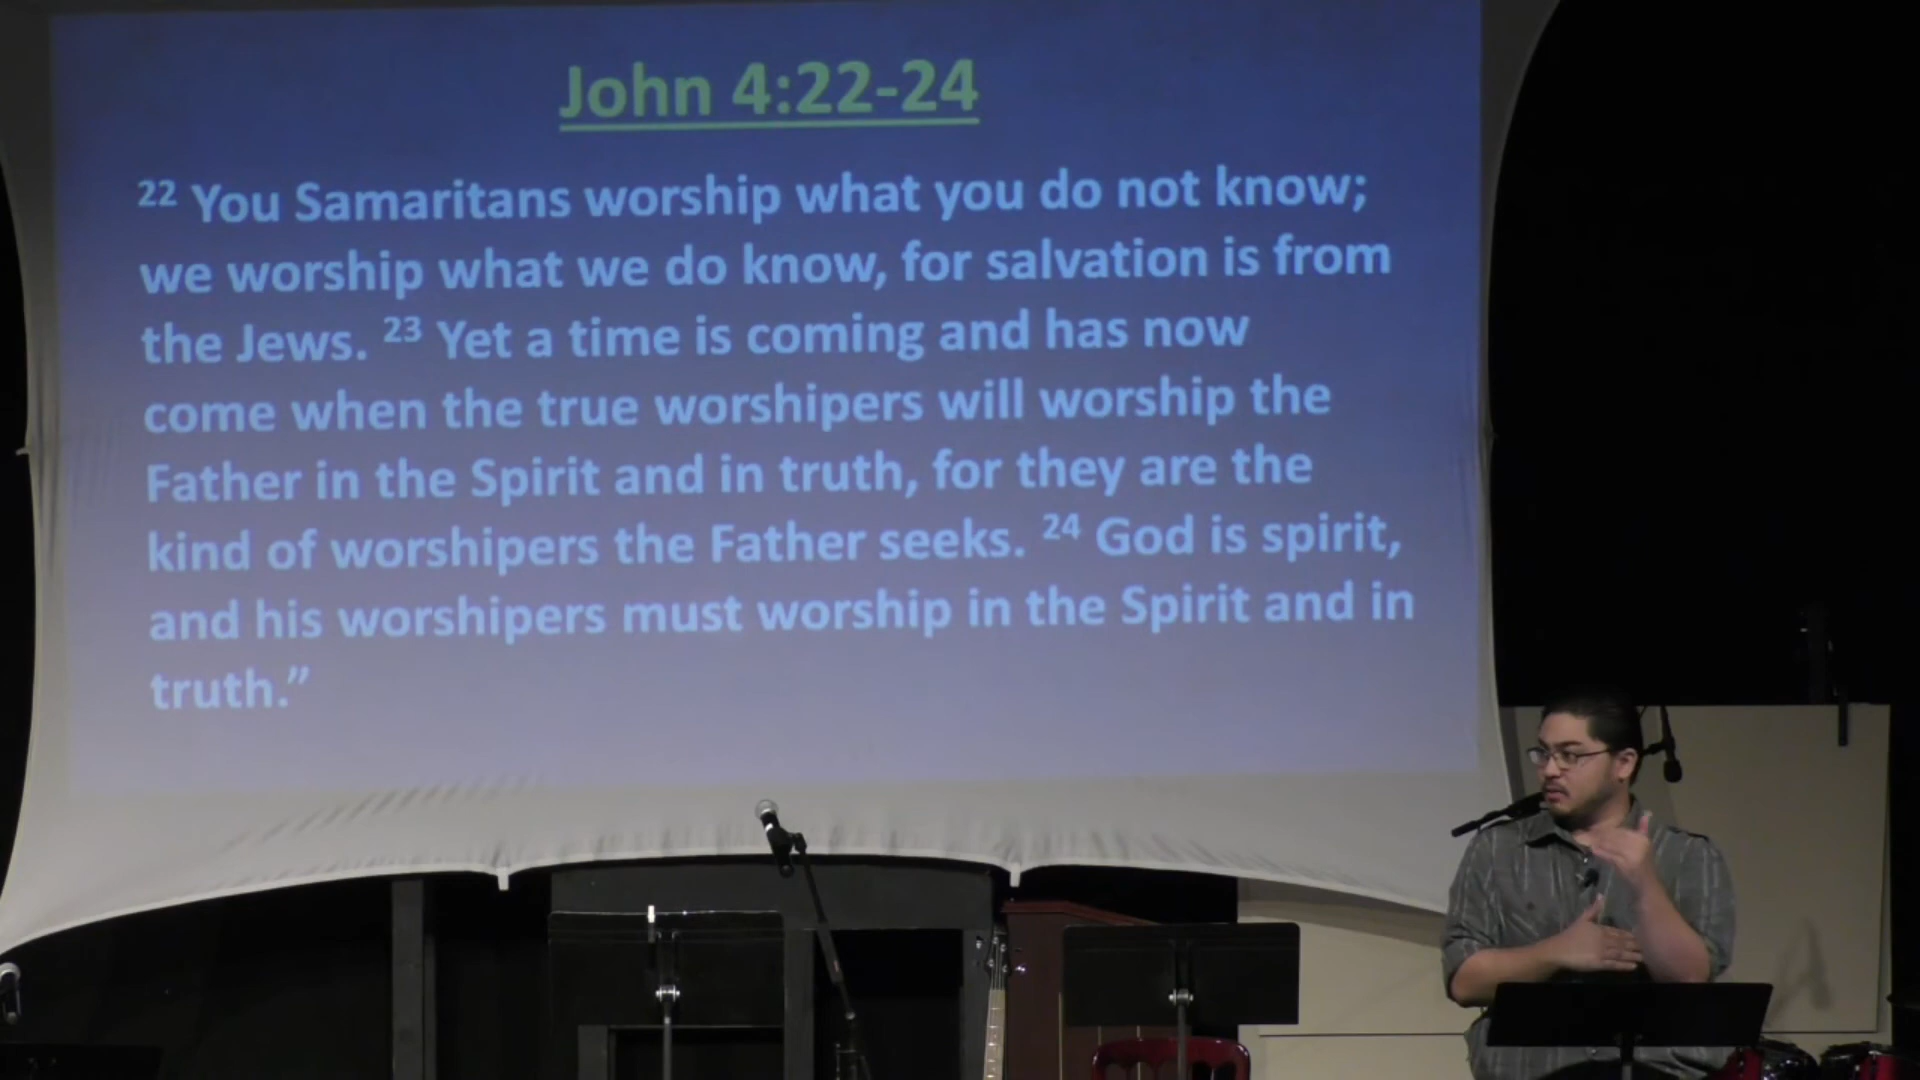 John 4:22-24
22 You Samaritans worship what you do not know;
we worship what we do know, for salvation is from
the Jews. 23 Yet a time is coming and has now
come when the true worshipers will worship the
Father in the Spirit and in truth, for they are the
kind of worshipers the Father seeks. 24 God is spirit,
and his worshipers must worship in the Spirit and in
truth.”